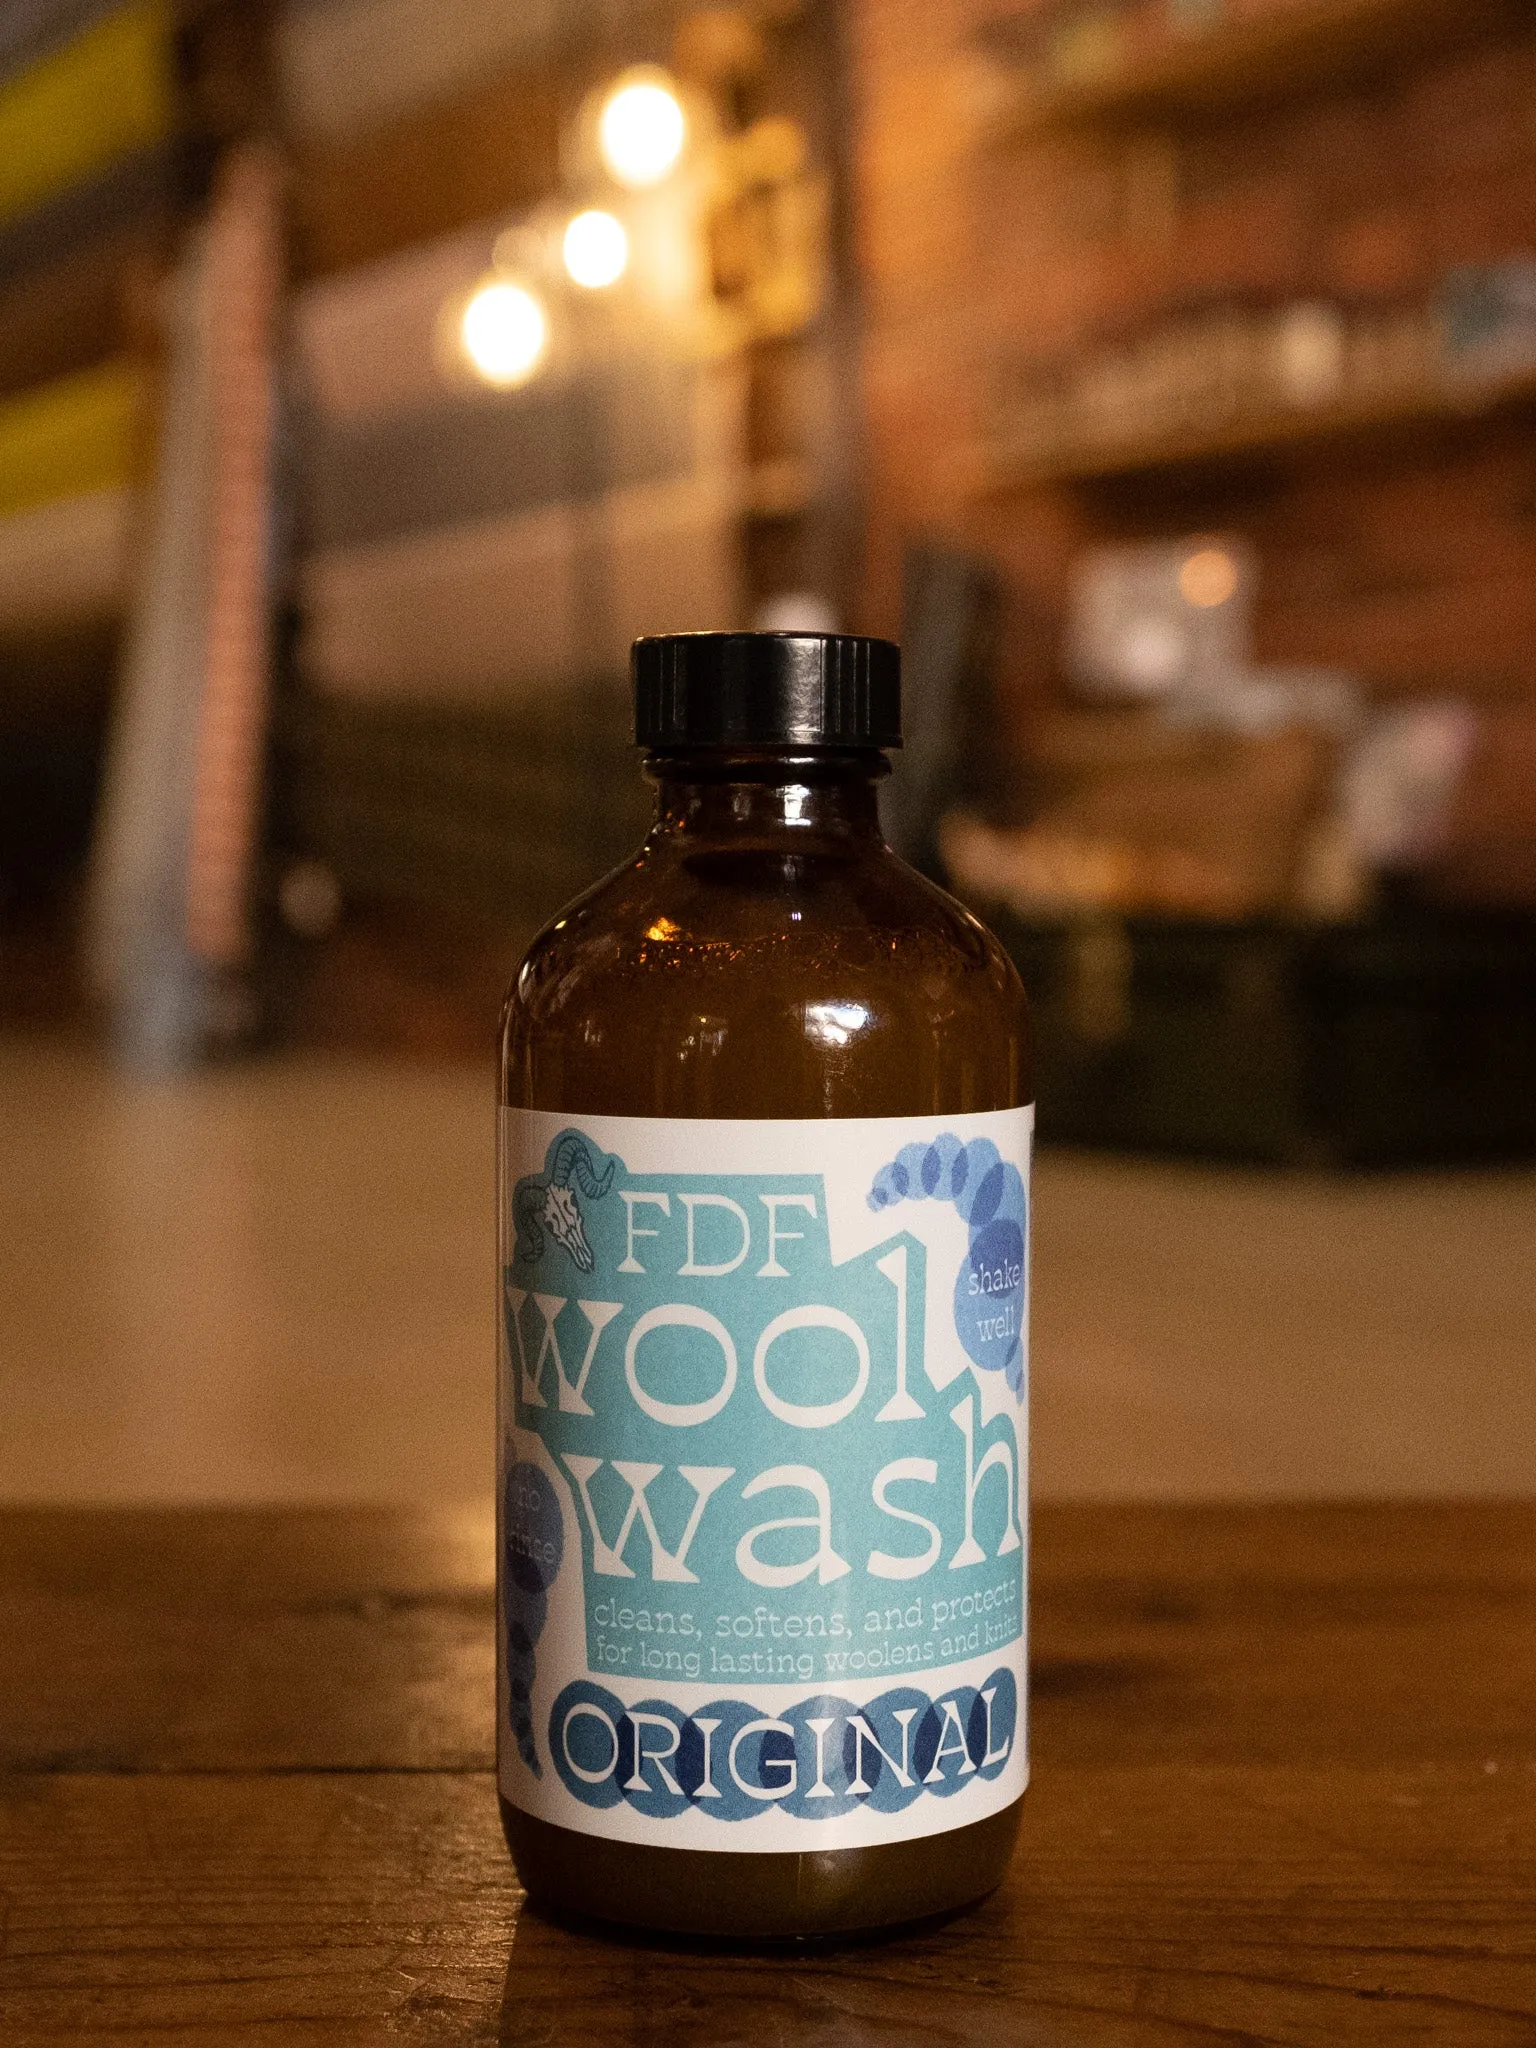 FDF
wool
wash
shake
well
no
rinse
cleans, softens, and protects
for long lasting woolens and knits
ORIGINAL